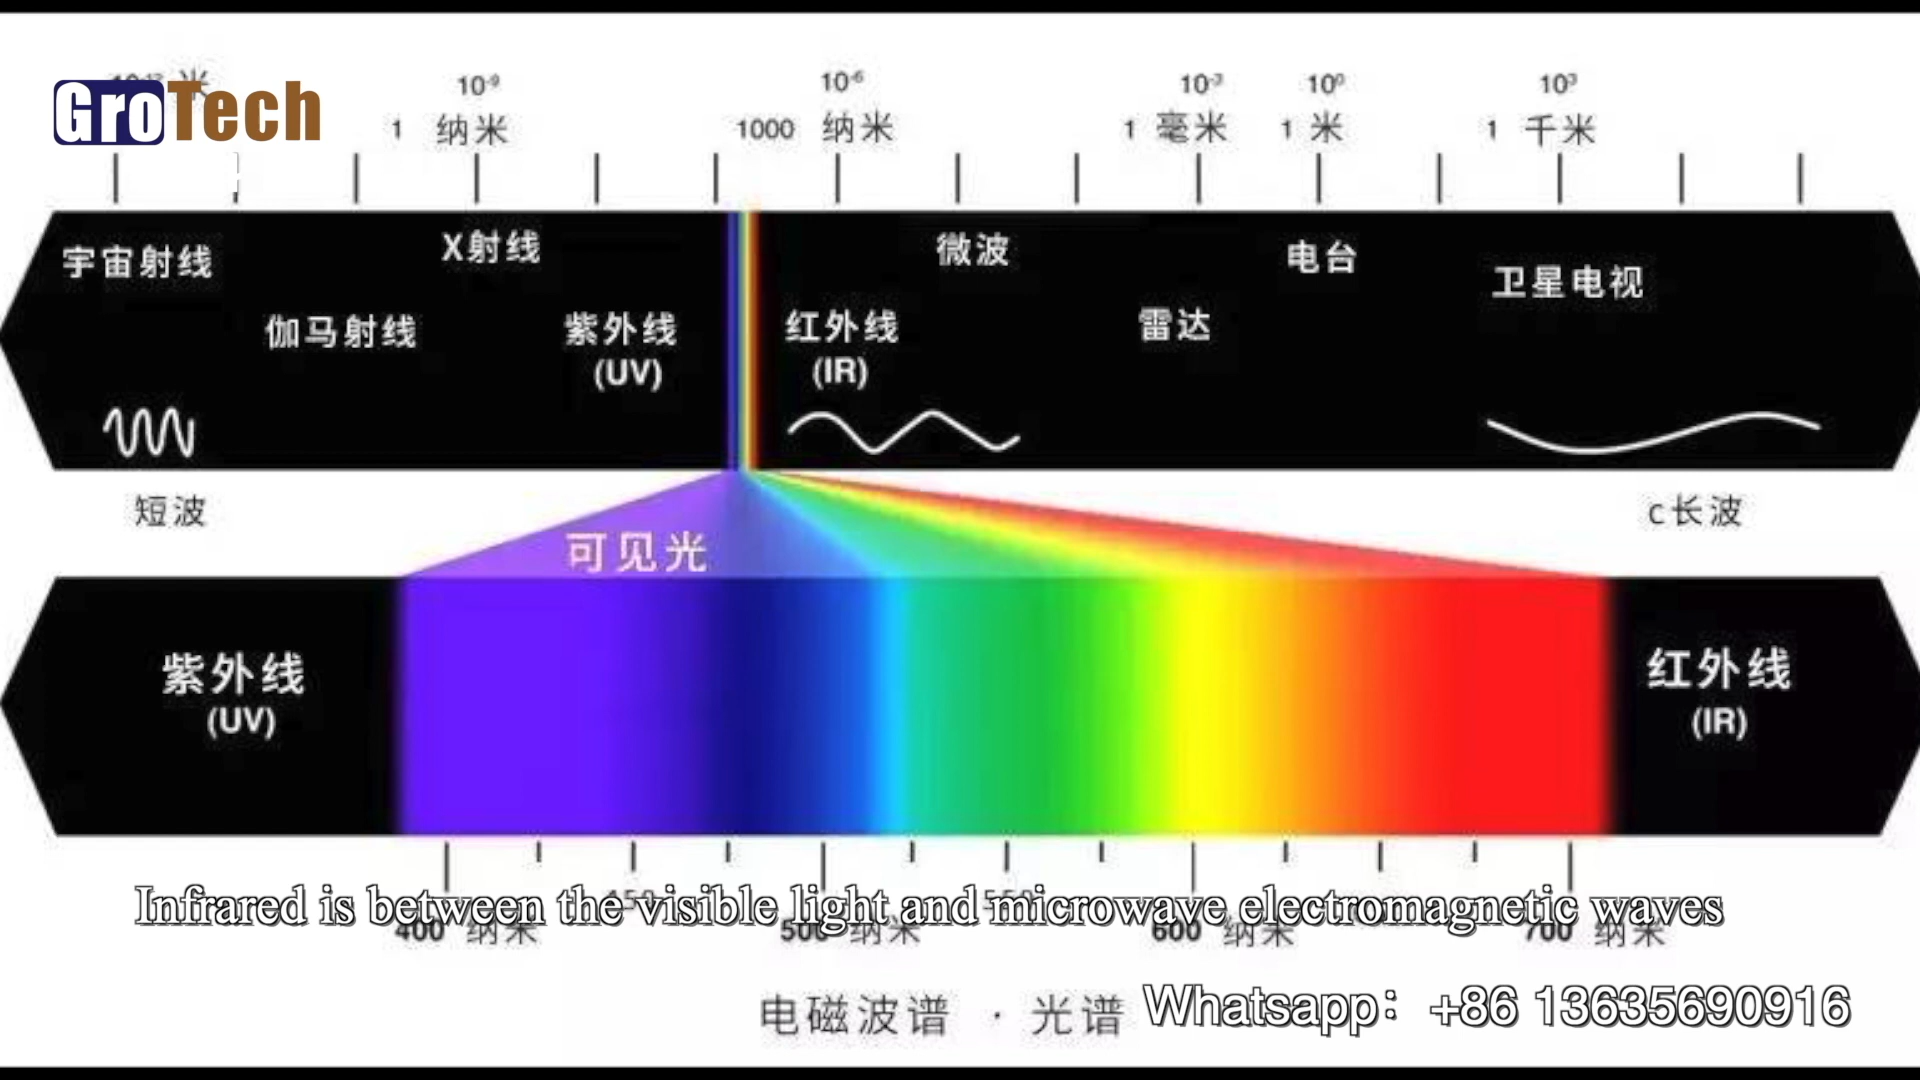 GroTech
米
10⁻⁹
10⁻⁶
10⁻³
10⁰
10³
1 纳米
1000 纳米
1 毫米
1 米
1 千米
宇宙射线
X射线
微波
电台
卫星电视
伽马射线
紫外线
(UV)
红外线
(IR)
雷达
短波
c长波
可见光
紫外线
(UV)
红外线
(IR)
Infrared is between the visible light and microwave electromagnetic waves
400 纳米
500 纳米
600 纳米
700 纳米
电磁波谱 · 光谱
Whatsapp：+86 13635690916